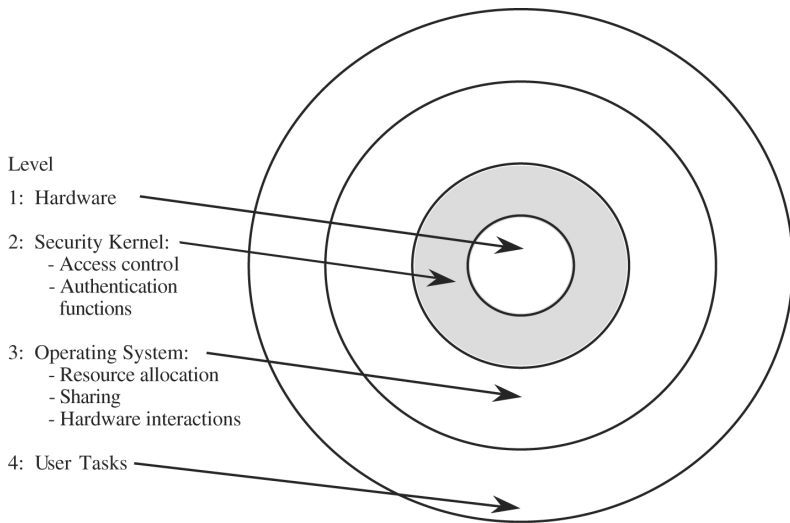 Level
1: Hardware
2: Security Kernel:
- Access control
- Authentication
functions
3: Operating System:
- Resource allocation
- Sharing
- Hardware interactions
4: User Tasks